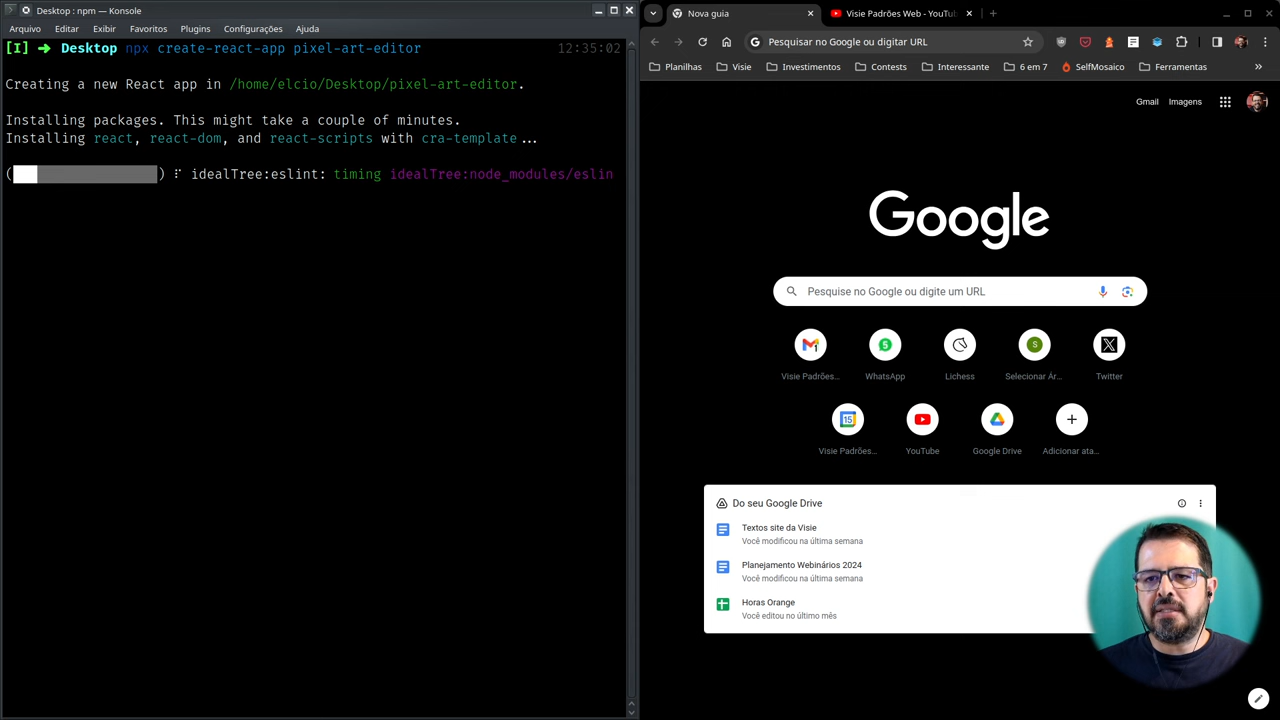 Desktop : npm — Konsole
Arquivo Editar Exibir Favoritos Plugins Configurações Ajuda
[I] ➜ Desktop npx create-react-app pixel-art-editor 12:35:02
Creating a new React app in /home/elcio/Desktop/pixel-art-editor.
Installing packages. This might take a couple of minutes.
Installing react, react-dom, and react-scripts with cra-template...
( ) ⠋ idealTree:eslint: timing idealTree:node_modules/eslin
Nova guia
Visie Padrões Web - YouTub
Pesquisar no Google ou digitar URL
Planilhas Visie Investimentos Contests Interessante 6 em 7 SelfMosaico Ferramentas »
Gmail Imagens
Google
Pesquise no Google ou digite um URL
1 5 S 15
Visie Padrões... WhatsApp Lichess Selecionar Ár... Twitter
Visie Padrões... YouTube Google Drive Adicionar ata...
Do seu Google Drive
Textos site da Visie
Você modificou na última semana
Planejamento Webinários 2024
Você modificou na última semana
Horas Orange
Você editou no último mês